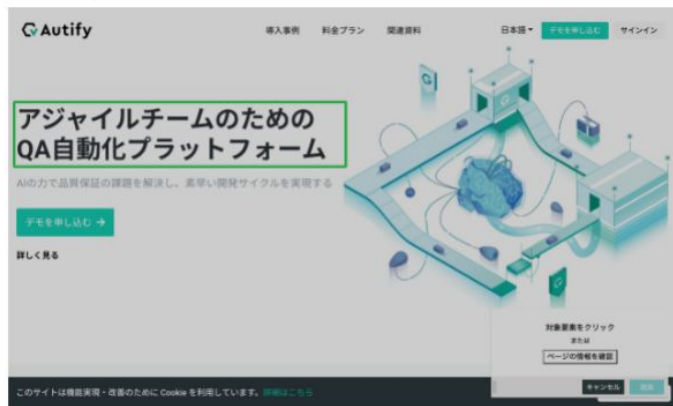 Autify
導入事例 料金プラン 関連資料 日本語 デモを申し込む サインイン
アジャイルチームのための
QA自動化プラットフォーム
AIの力で品質保証の課題を解決し、素早い開発サイクルを実現する
デモを申し込む →
詳しく見る
対象要素をクリック
または
ページの情報を確認
キャンセル
このサイトは機能実現・改善のために Cookie を利用しています。詳細はこちら